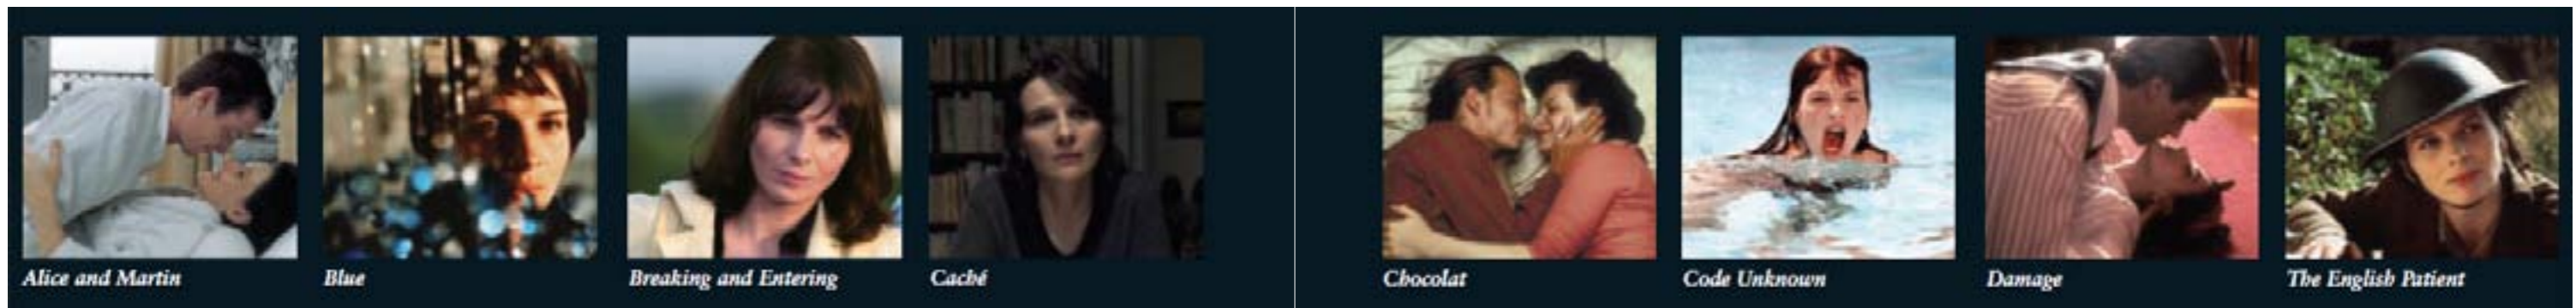 Alice and Martin
Blue
Breaking and Entering
Caché
Chocolat
Code Unknown
Damage
The English Patient